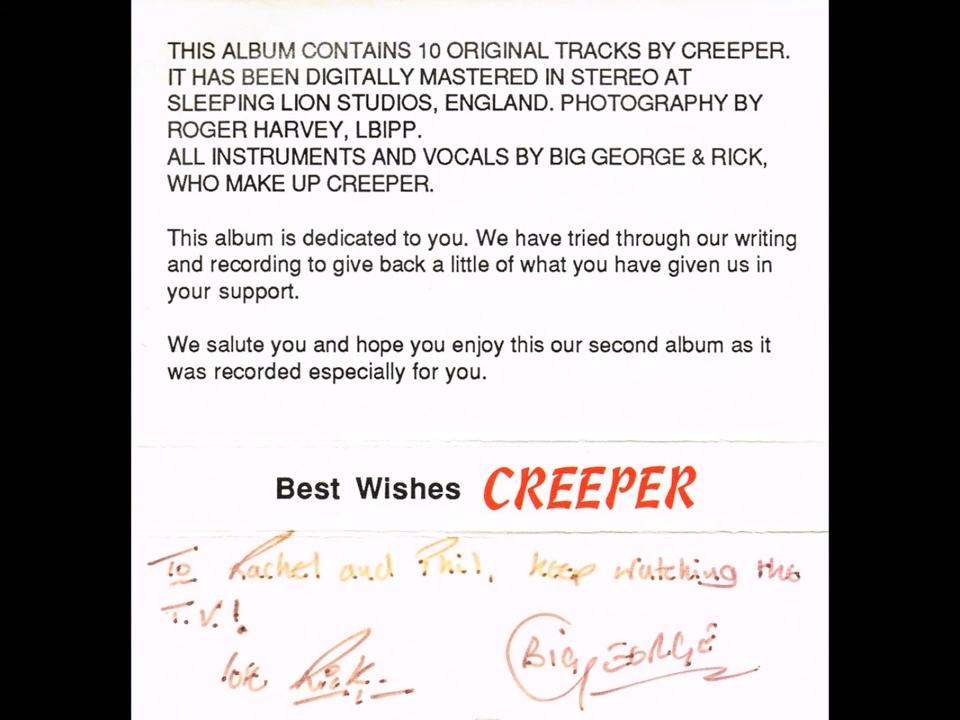 THIS ALBUM CONTAINS 10 ORIGINAL TRACKS BY CREEPER.
IT HAS BEEN DIGITALLY MASTERED IN STEREO AT
SLEEPING LION STUDIOS, ENGLAND. PHOTOGRAPHY BY
ROGER HARVEY, LBIPP.
ALL INSTRUMENTS AND VOCALS BY BIG GEORGE & RICK,
WHO MAKE UP CREEPER.
This album is dedicated to you. We have tried through our writing
and recording to give back a little of what you have given us in
your support.
We salute you and hope you enjoy this our second album as it
was recorded especially for you.
Best Wishes CREEPER
To Rachel and Phil, keep watching the
T.V.!
love Rick
BIG GEORGE